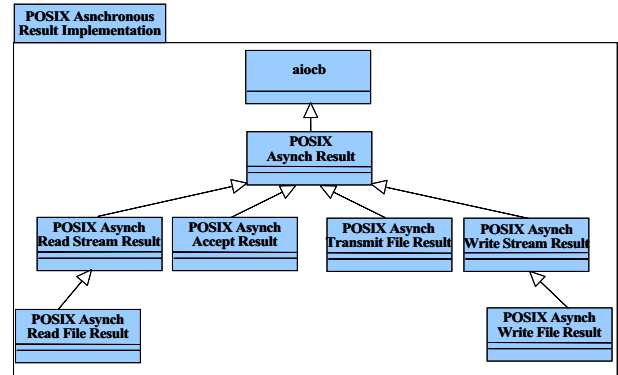 POSIX Asnchronous
Result Implementation
aiocb
POSIX
Asynch Result
POSIX Asynch
Read Stream Result
POSIX Asynch
Accept Result
POSIX Asynch
Transmit File Result
POSIX Asynch
Write Stream Result
POSIX Asynch
Read File Result
POSIX Asynch
Write File Result